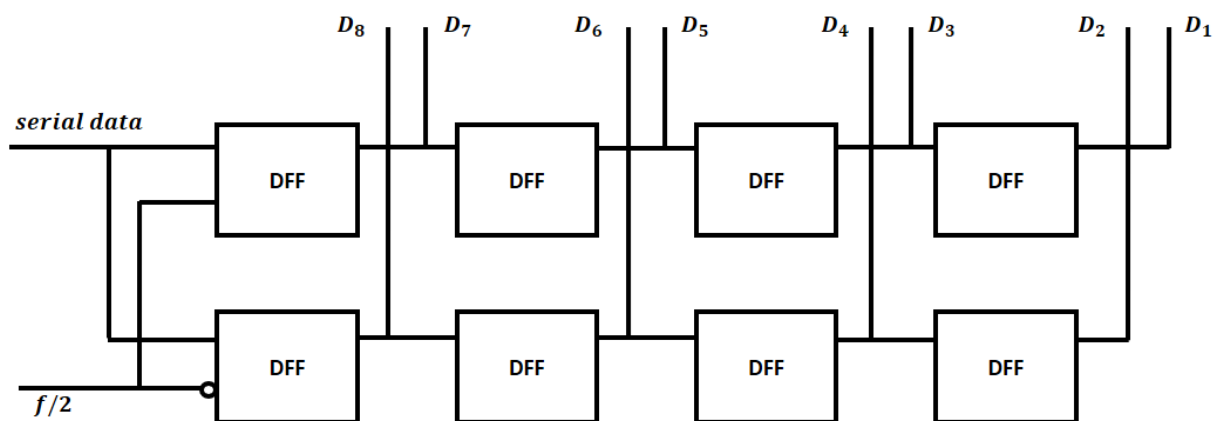 D₈ D₇ D₆ D₅ D₄ D₃ D₂ D₁
serial data
DFF DFF DFF DFF
DFF DFF DFF DFF
f/2